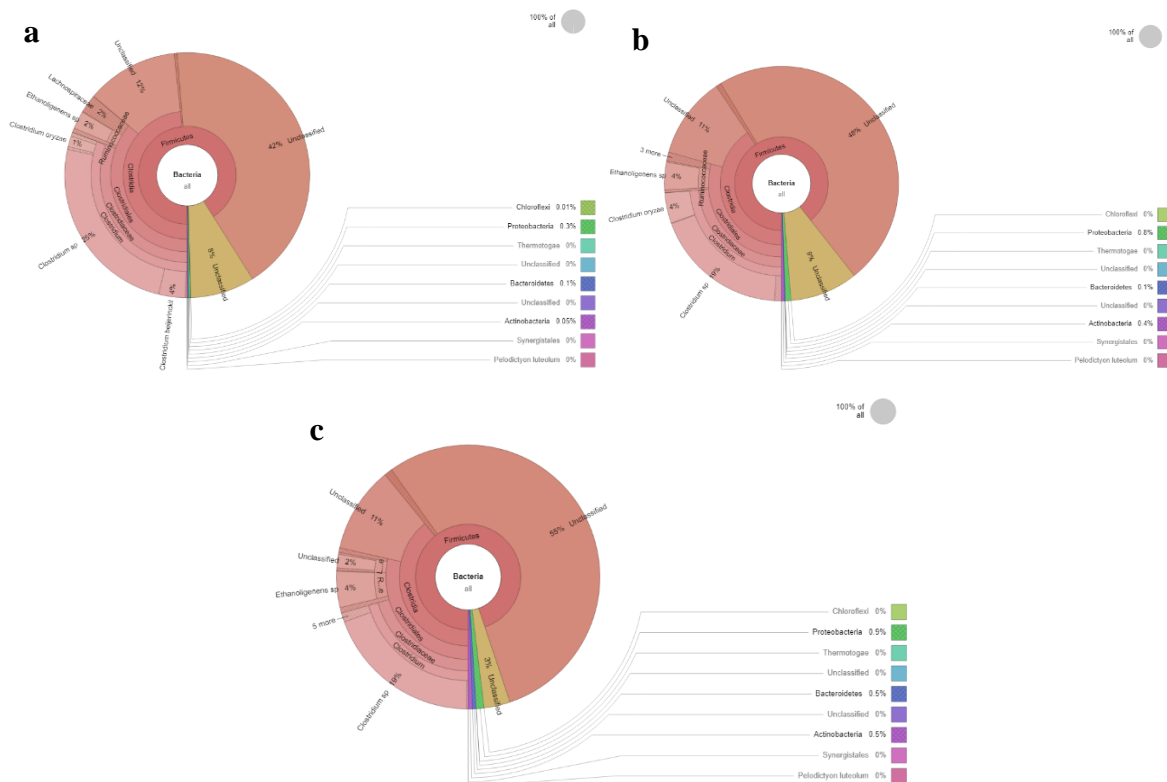 a
100% of
all
Unclassified
12%
Lachnospiraceae
2%
Ethanoligenens sp
2%
Clostridium oryzae
1%
Ruminococcaceae
Firmicutes
Clostridia
Clostridiales
Clostridiaceae
Clostridium
42% Unclassified
Bacteria
all
Clostridium sp 25%
4%
Clostridium beijerinckii
8% Unclassified
Chloroflexi 0.01%
Proteobacteria 0.3%
Thermotogae 0%
Unclassified 0%
Bacteroidetes 0.1%
Unclassified 0%
Actinobacteria 0.05%
Synergistales 0%
Pelodictyon luteolum 0%
b
100% of
all
Unclassified 11%
3 more
Ethanoligenens sp 4%
Clostridium oryzae 4%
Ruminococcaceae
Firmicutes
Clostridia
Clostridiales
Clostridiaceae
Clostridium
Unclassified
Bacteria
all
Clostridium sp 19%
Unclassified
Chloroflexi 0%
Proteobacteria 0.8%
Thermotogae 0%
Unclassified 0%
Bacteroidetes 0.1%
Unclassified 0%
Actinobacteria 0.4%
Synergistales 0%
Pelodictyon luteolum 0%
c
100% of
all
Unclassified 11%
Unclassified 2%
Ethanoligenens sp 4%
5 more
Firmicutes
Clostridia
Clostridiales
Clostridiaceae
Clostridium
55% Unclassified
Bacteria
all
Clostridium sp 19%
3% Unclassified
Chloroflexi 0%
Proteobacteria 0.9%
Thermotogae 0%
Unclassified 0%
Bacteroidetes 0.5%
Unclassified 0%
Actinobacteria 0.5%
Synergistales 0%
Pelodictyon luteolum 0%